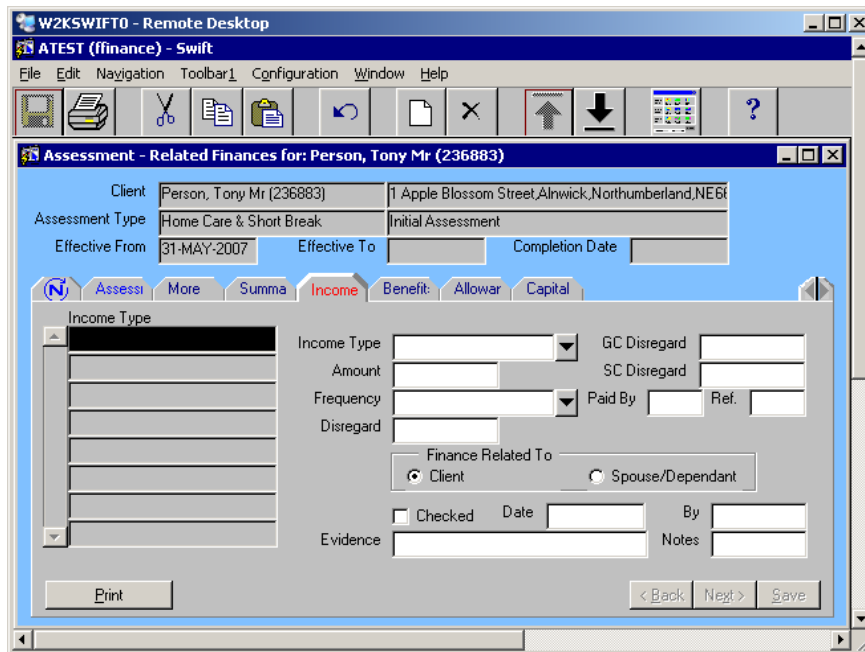 W2KSWIFT0 - Remote Desktop
ATEST (ffinance) - Swift
File Edit Navigation Toolbar1 Configuration Window Help
?
Assessment - Related Finances for: Person, Tony Mr (236883)
Client Person, Tony Mr (236883) 1 Apple Blossom Street,Alnwick,Northumberland,NE66
Assessment Type Home Care & Short Break Initial Assessment
Effective From 31-MAY-2007 Effective To Completion Date
N Assessi More Summa Income Benefit: Allowar Capital
Income Type
Income Type GC Disregard
Amount SC Disregard
Frequency Paid By Ref.
Disregard
Finance Related To
Client Spouse/Dependant
Checked Date By
Evidence Notes
Print < Back Next > Save